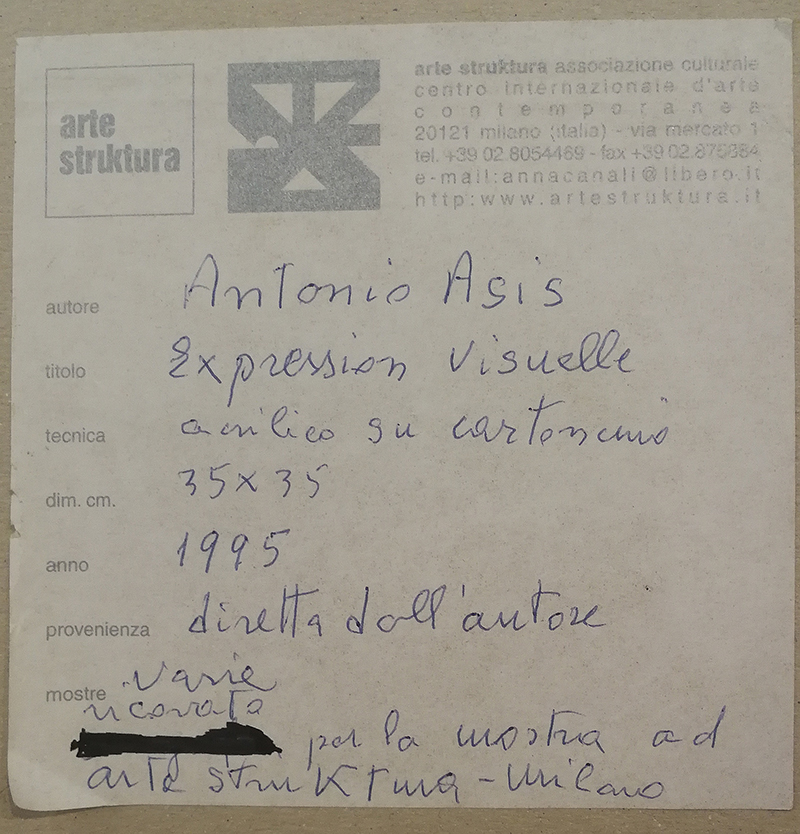 arte
struktura
arte struktura associazione culturale
centro internazionale d'arte
contemporanea
20121 milano (italia) - via mercato 1
tel. +39 02.8054469 - fax +39 02.875684
e-mail:annacanali@libero.it
http:www.artestruktura.it
autore Antonio Asis
titolo Expression Visuelle
tecnica acrilico su cartoncino
dim. cm. 35x35
anno 1995
provenienza diretta dall'autore
mostre varie
per la mostra ad
arte struktura - Milano